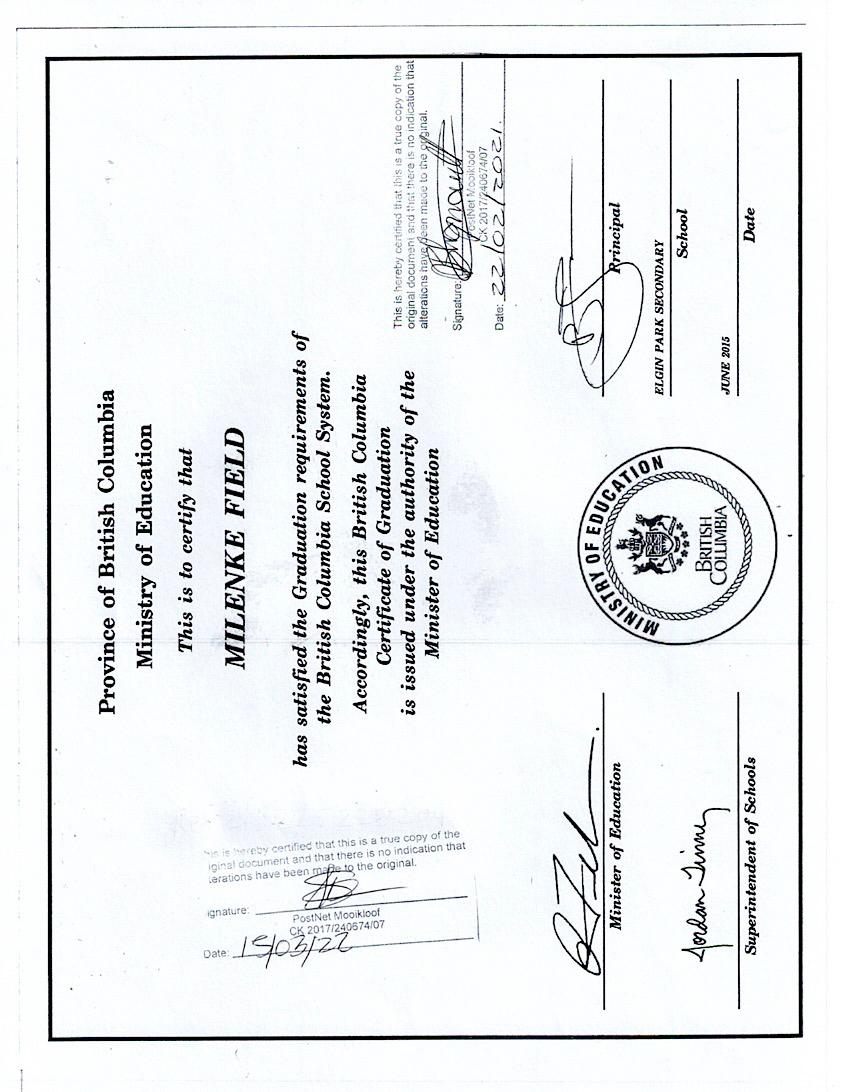 Province of British Columbia
Ministry of Education
This is to certify that
MILENKE FIELD
has satisfied the Graduation requirements of
the British Columbia School System.
Accordingly, this British Columbia
Certificate of Graduation
is issued under the authority of the
Minister of Education
is hereby certified that this is a true copy of the
iginal document and that there is no indication that
terations have been made to the original.
ignature:
PostNet Mooikloof
CK 2017/240674/07
Date: 15/03/22
This is hereby certified that this is a true copy of the
original document and that there is no indication that
alterations have been made to the original.
Signature:
PostNet Mooikloof
CK 2017/240674/07
Date: 22/02/2021.
Minister of Education
Principal
ELGIN PARK SECONDARY
School
Jordan Tinney
Superintendent of Schools
JUNE 2015
Date
MINISTRY OF EDUCATION
BRITISH
COLUMBIA